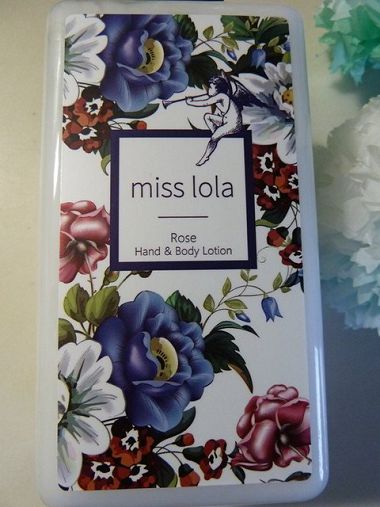 miss lola
Rose
Hand & Body Lotion